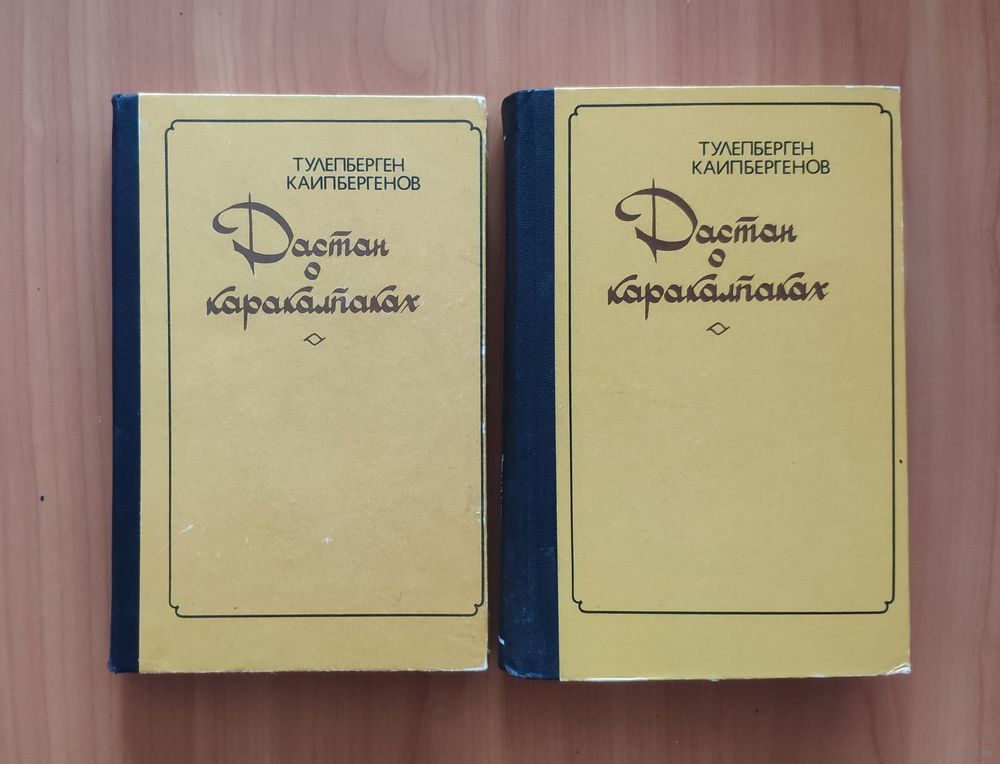 ТУЛЕПБЕРГЕН
КАИПБЕРГЕНОВ
Дастан
о
каракалпаках
ТУЛЕПБЕРГЕН
КАИПБЕРГЕНОВ
Дастан
о
каракалпаках